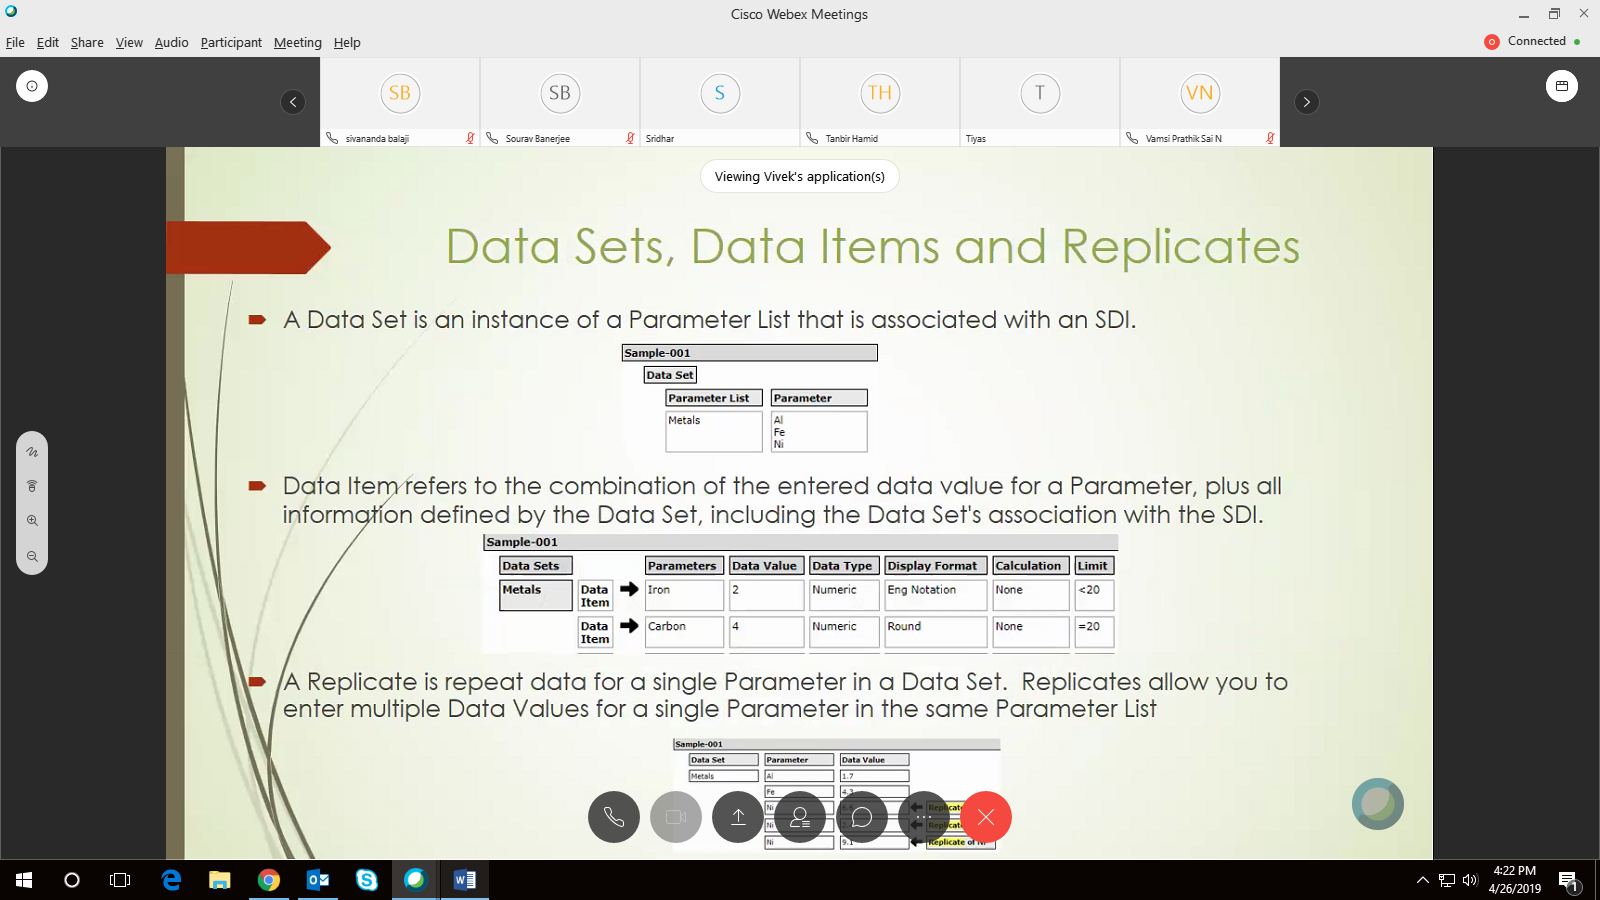 Cisco Webex Meetings
File Edit Share View Audio Participant Meeting Help
Connected
SB SB S TH T VN
sivananda balaji Sourav Banerjee Sridhar Tanbir Hamid Tiyas Vamsi Prathik Sai N
Viewing Vivek's application(s)
Data Sets, Data Items and Replicates
A Data Set is an instance of a Parameter List that is associated with an SDI.
Sample-001
Data Set
Parameter List Parameter
Metals Al
Fe
Ni
Data Item refers to the combination of the entered data value for a Parameter, plus all
information defined by the Data Set, including the Data Set's association with the SDI.
Sample-001
Data Sets Parameters Data Value Data Type Display Format Calculation Limit
Metals Data Item Iron 2 Numeric Eng Notation None <20
Data Item Carbon 4 Numeric Round None =20
A Replicate is repeat data for a single Parameter in a Data Set. Replicates allow you to
enter multiple Data Values for a single Parameter in the same Parameter List
Sample-001
Data Set Parameter Data Value
Metals Al 1.7
Fe 4.3
Ni
Ni
Ni 9.1 Replicate of Ni
4:22 PM
4/26/2019
1